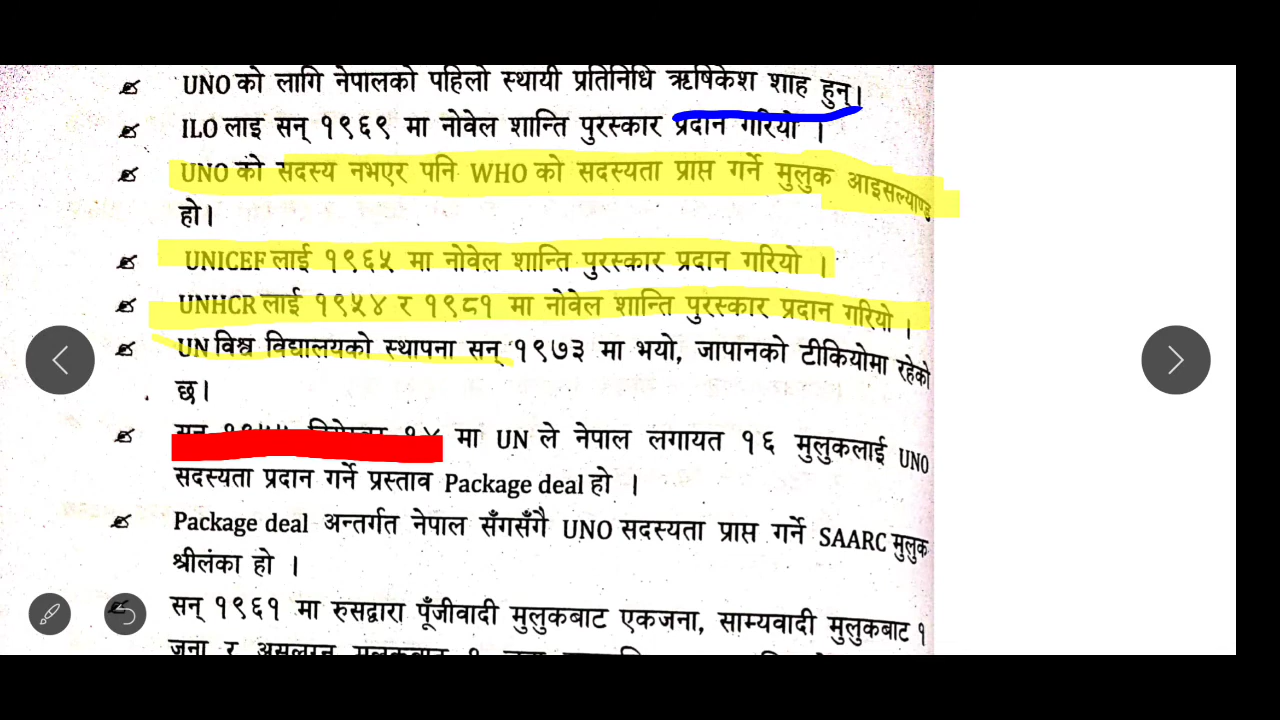 UNO को लागि नेपालको पहिलो स्थायी प्रतिनिधि ऋषिकेश शाह हुन्।
ILO लाइ सन् १९६९ मा नोवेल शान्ति पुरस्कार प्रदान गरियो ।
UNO को सदस्य नभएर पनि WHO को सदस्यता प्राप्त गर्ने मुलुक आइसल्याण्ड
हो।
UNICEF लाई १९६५ मा नोवेल शान्ति पुरस्कार प्रदान गरियो ।
UNHCR लाई १९५४ र १९८१ मा नोवेल शान्ति पुरस्कार प्रदान गरियो ।
UN विश्व विद्यालयको स्थापना सन् १९७३ मा भयो, जापानको टीकियोमा रहेको
छ।
मा UN ले नेपाल लगायत १६ मुलुकलाई UNO
सदस्यता प्रदान गर्ने प्रस्ताव Package deal हो ।
Package deal अन्तर्गत नेपाल सँगसँगै UNO सदस्यता प्राप्त गर्ने SAARC मुलुक
श्रीलंका हो ।
सन् १९६१ मा रुसद्वारा पूँजीवादी मुलुकबाट एकजना, साम्यवादी मुलुकबाट १
जना र